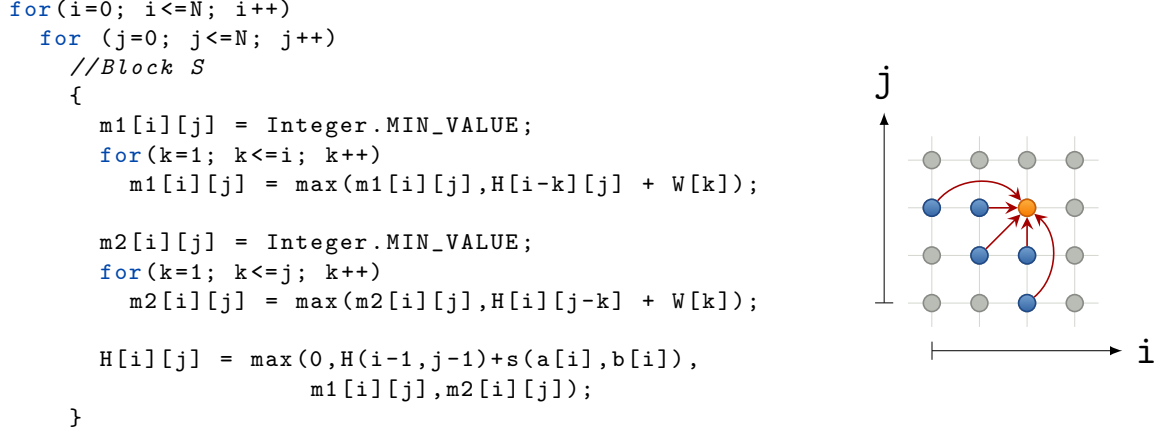 for(i=0; i<=N; i++)
  for (j=0; j<=N; j++)
    //Block S
    {
      m1[i][j] = Integer.MIN_VALUE;
      for(k=1; k<=i; k++)
        m1[i][j] = max(m1[i][j],H[i-k][j] + W[k]);

      m2[i][j] = Integer.MIN_VALUE;
      for(k=1; k<=j; k++)
        m2[i][j] = max(m2[i][j],H[i][j-k] + W[k]);

      H[i][j] = max(0,H(i-1,j-1)+s(a[i],b[i]),
                    m1[i][j],m2[i][j]);
    }
j
i